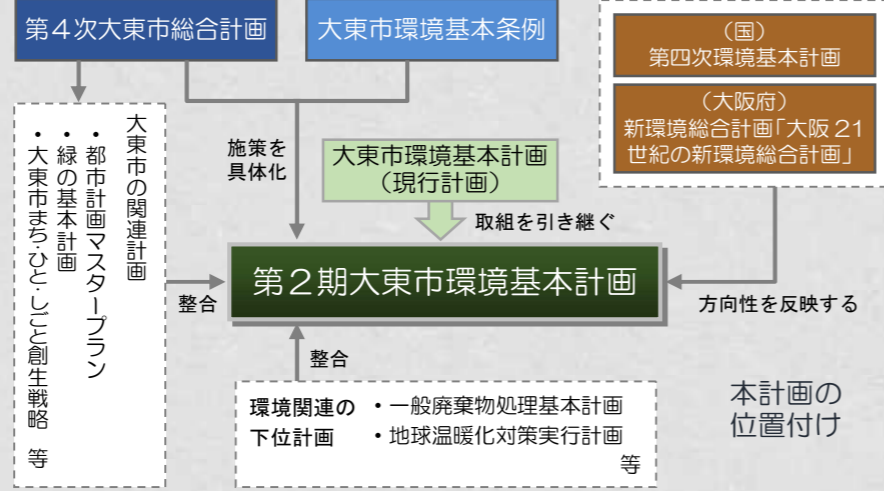 第4次大東市総合計画
大東市環境基本条例
(国)
第四次環境基本計画
(大阪府)
新環境総合計画「大阪21
世紀の新環境総合計画」
大東市の関連計画
・都市計画マスタープラン
・緑の基本計画
・大東市まち・ひと・しごと創生戦略 等
施策を
具体化
大東市環境基本計画
(現行計画)
取組を引き継ぐ
第2期大東市環境基本計画
整合
方向性を反映する
整合
環境関連の ・一般廃棄物処理基本計画
下位計画 ・地球温暖化対策実行計画
等
本計画の
位置付け